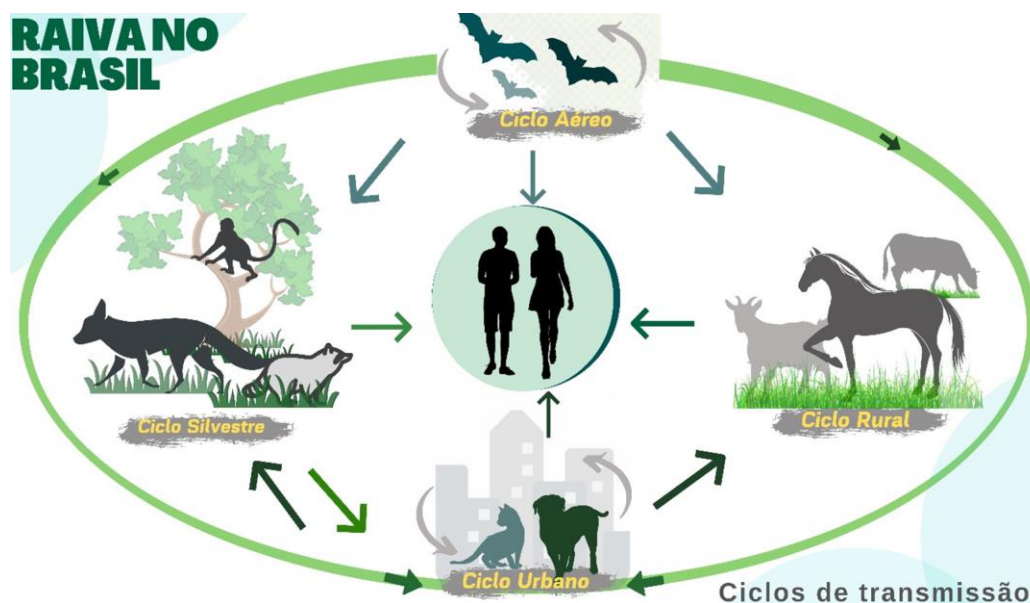 RAIVA NO
BRASIL
Ciclo Aéreo
Ciclo Silvestre
Ciclo Rural
Ciclo Urbano
Ciclos de transmissão